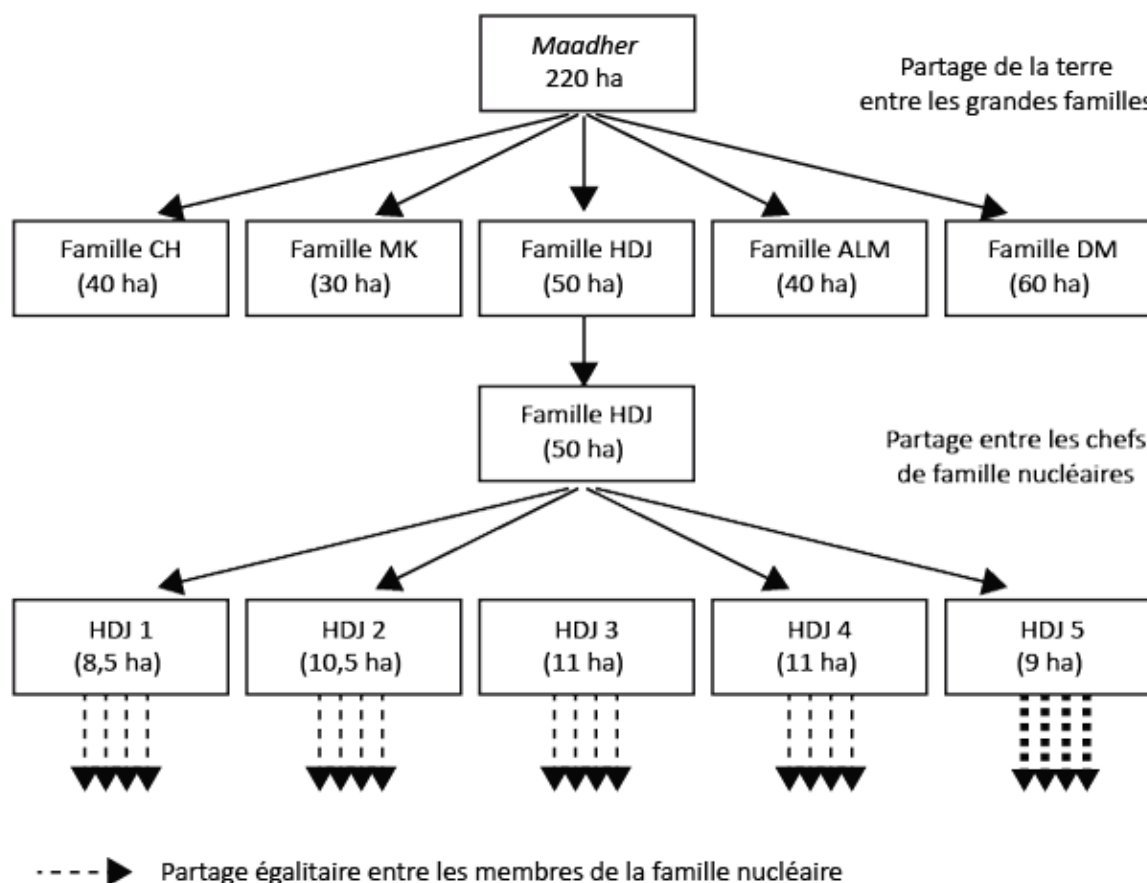 Maadher
220 ha
Partage de la terre
entre les grandes familles
Famille CH
(40 ha)
Famille MK
(30 ha)
Famille HDJ
(50 ha)
Famille ALM
(40 ha)
Famille DM
(60 ha)
Famille HDJ
(50 ha)
Partage entre les chefs
de famille nucléaires
HDJ 1
(8,5 ha)
HDJ 2
(10,5 ha)
HDJ 3
(11 ha)
HDJ 4
(11 ha)
HDJ 5
(9 ha)
Partage égalitaire entre les membres de la famille nucléaire